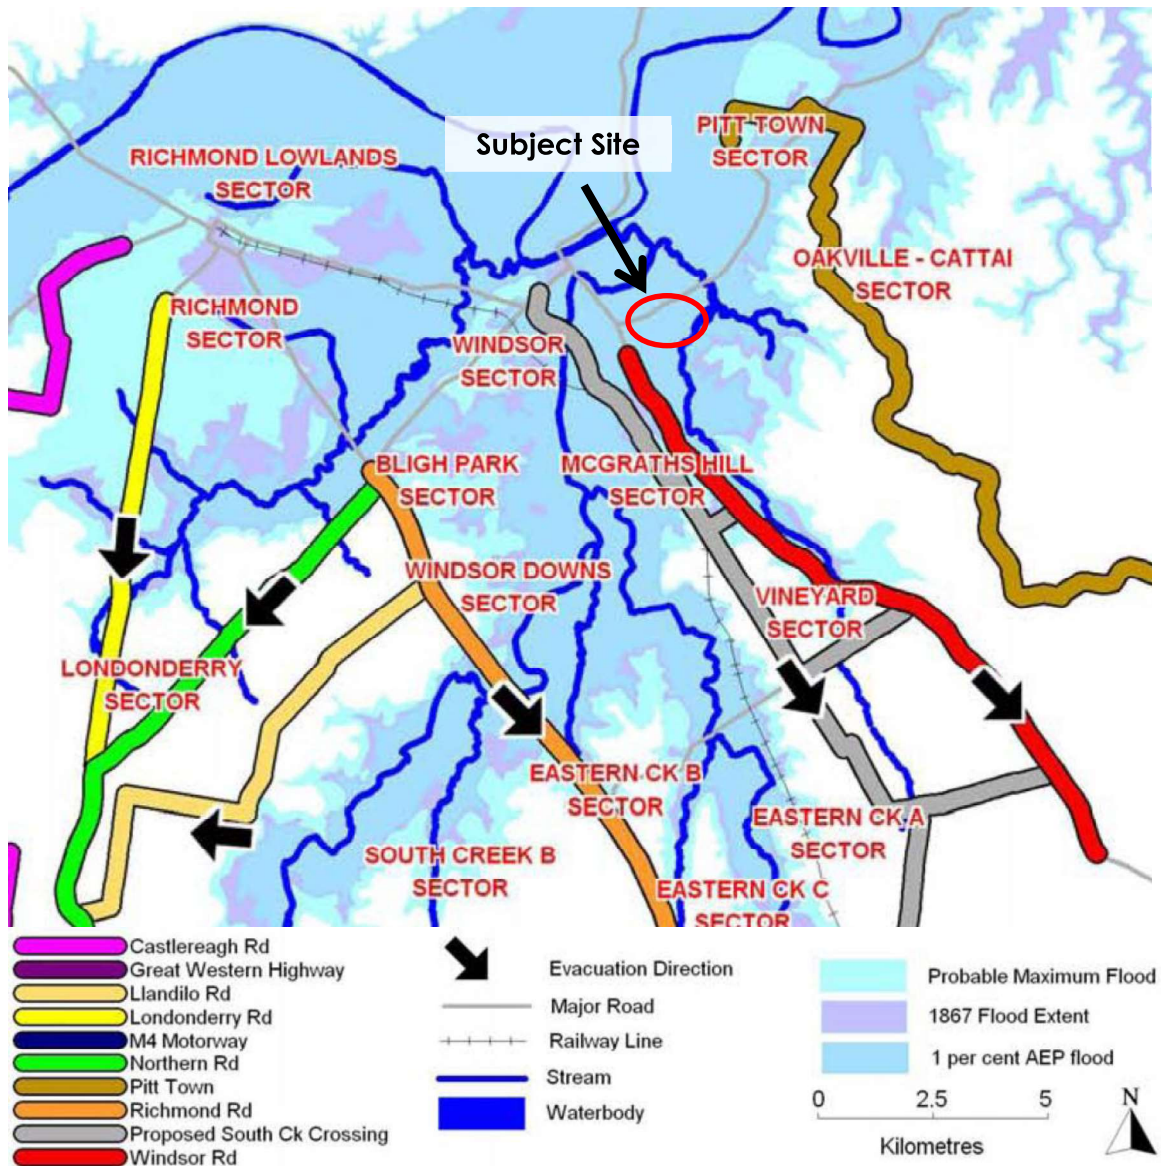 Subject Site
PITT TOWN
SECTOR
RICHMOND LOWLANDS
SECTOR
OAKVILLE - CATTAI
SECTOR
RICHMOND
SECTOR
WINDSOR
SECTOR
BLIGH PARK
SECTOR
MCGRATHS HILL
SECTOR
WINDSOR DOWNS
SECTOR
VINEYARD
SECTOR
LONDONDERRY
SECTOR
EASTERN CK B
SECTOR
EASTERN CK A
SECTOR
SOUTH CREEK B
SECTOR
EASTERN CK C
SECTOR
Castlereagh Rd
Great Western Highway
Llandilo Rd
Londonderry Rd
M4 Motorway
Northern Rd
Pitt Town
Richmond Rd
Proposed South Ck Crossing
Windsor Rd
Evacuation Direction
Major Road
Railway Line
Stream
Waterbody
Probable Maximum Flood
1867 Flood Extent
1 per cent AEP flood
0 2.5 5
Kilometres
N